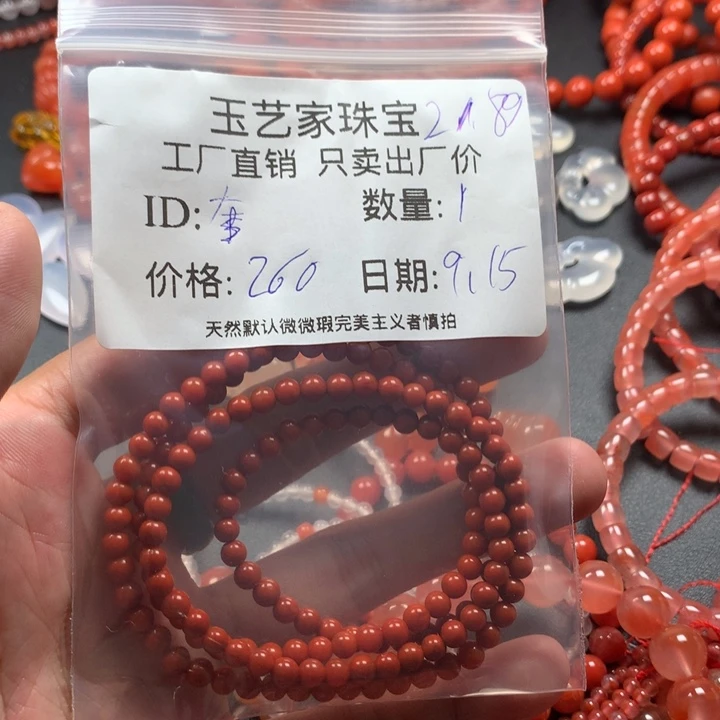 玉艺家珠宝
工厂直销 只卖出厂价
ID: 数量: 1
价格: 260 日期: 9.15
天然默认微微瑕完美主义者慎拍